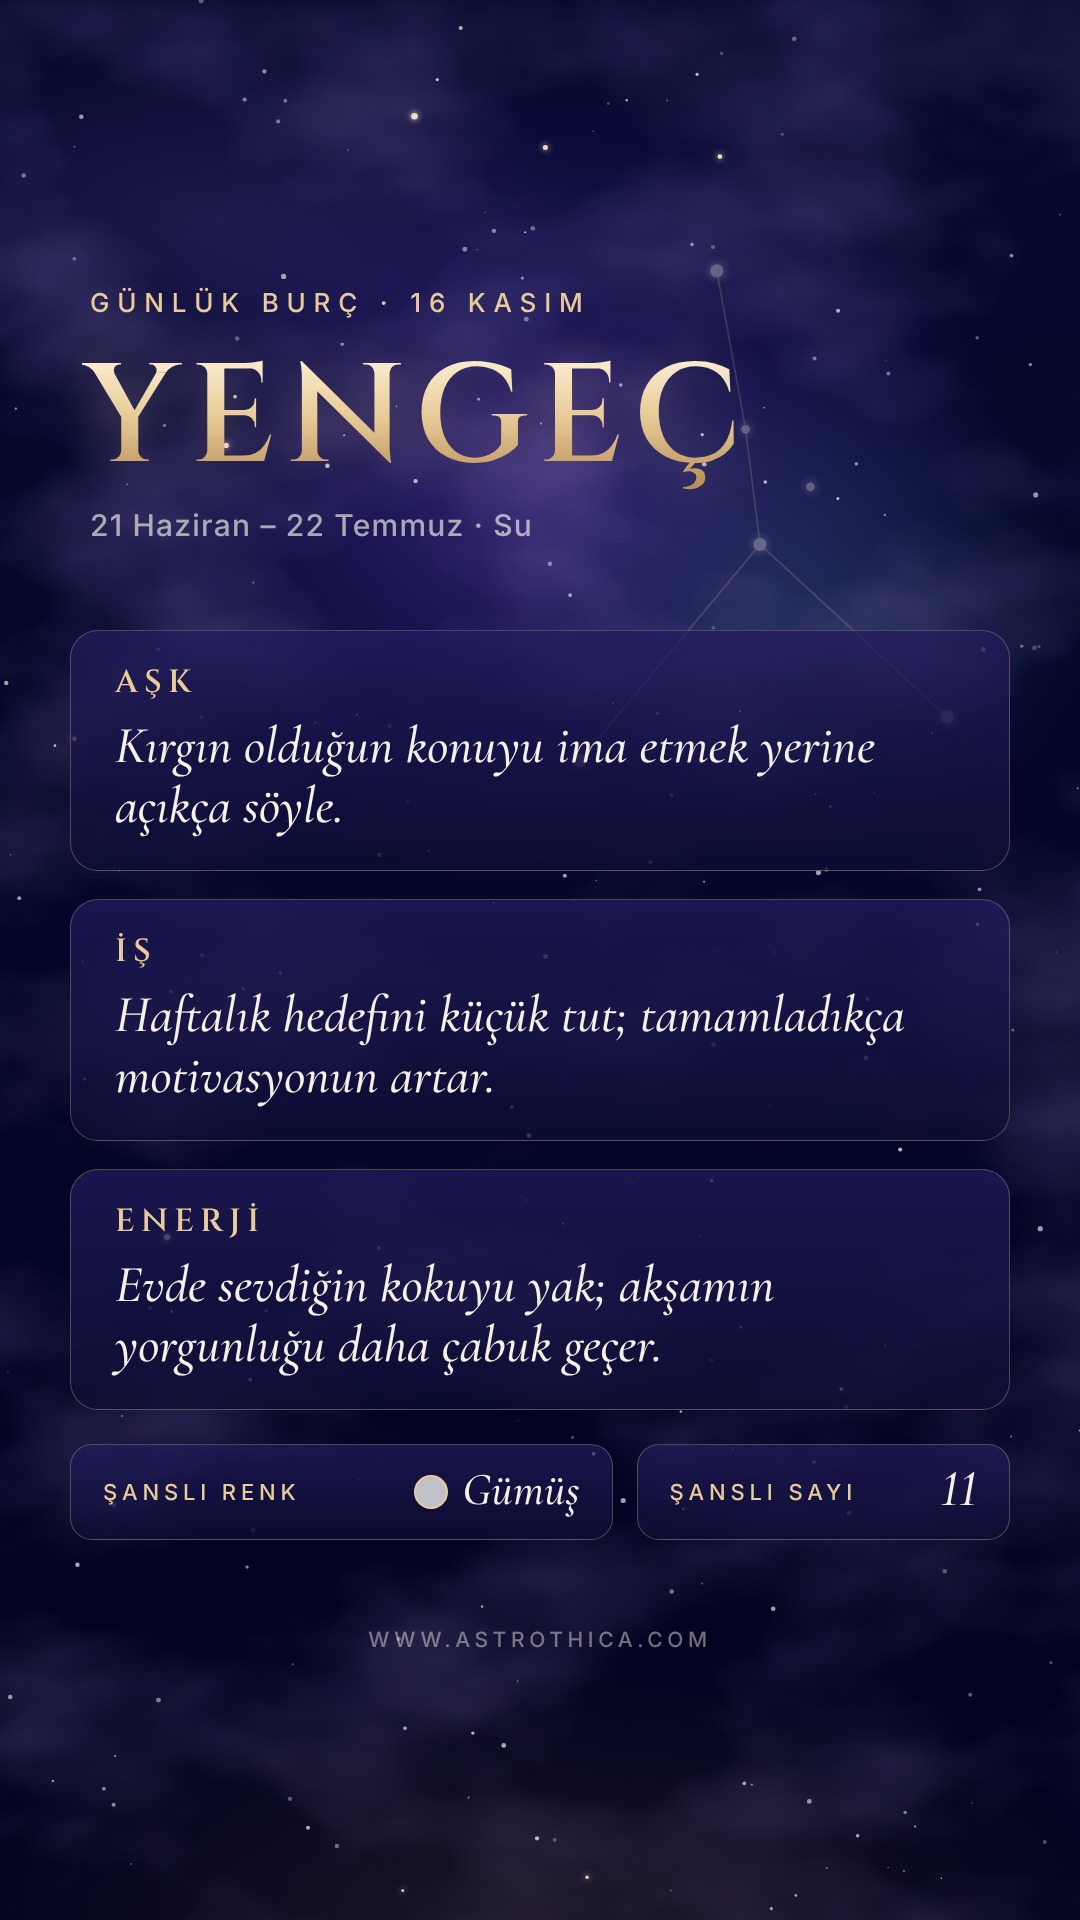 GÜNLÜK BURÇ · 16 KASIM
YENGEÇ
21 Haziran – 22 Temmuz · Su
AŞK
Kırgın olduğun konuyu ima etmek yerine
açıkça söyle.
İŞ
Haftalık hedefini küçük tut; tamamladıkça
motivasyonun artar.
ENERJİ
Evde sevdiğin kokuyu yak; akşamın
yorgunluğu daha çabuk geçer.
ŞANSLI RENK Gümüş
ŞANSLI SAYI 11
WWW.ASTROTHICA.COM